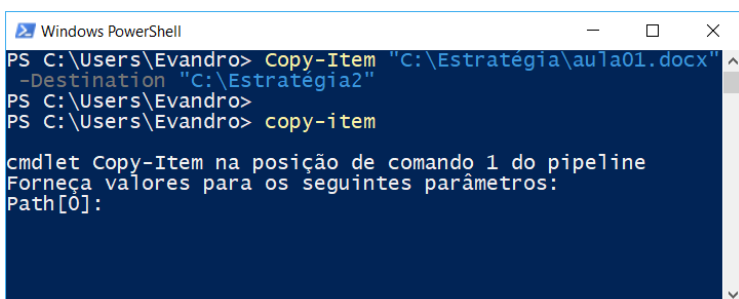 Windows PowerShell
PS C:\Users\Evandro> Copy-Item "C:\Estratégia\aula01.docx"
-Destination "C:\Estratégia2"
PS C:\Users\Evandro>
PS C:\Users\Evandro> copy-item
cmdlet Copy-Item na posição de comando 1 do pipeline
Forneça valores para os seguintes parâmetros:
Path[0]: